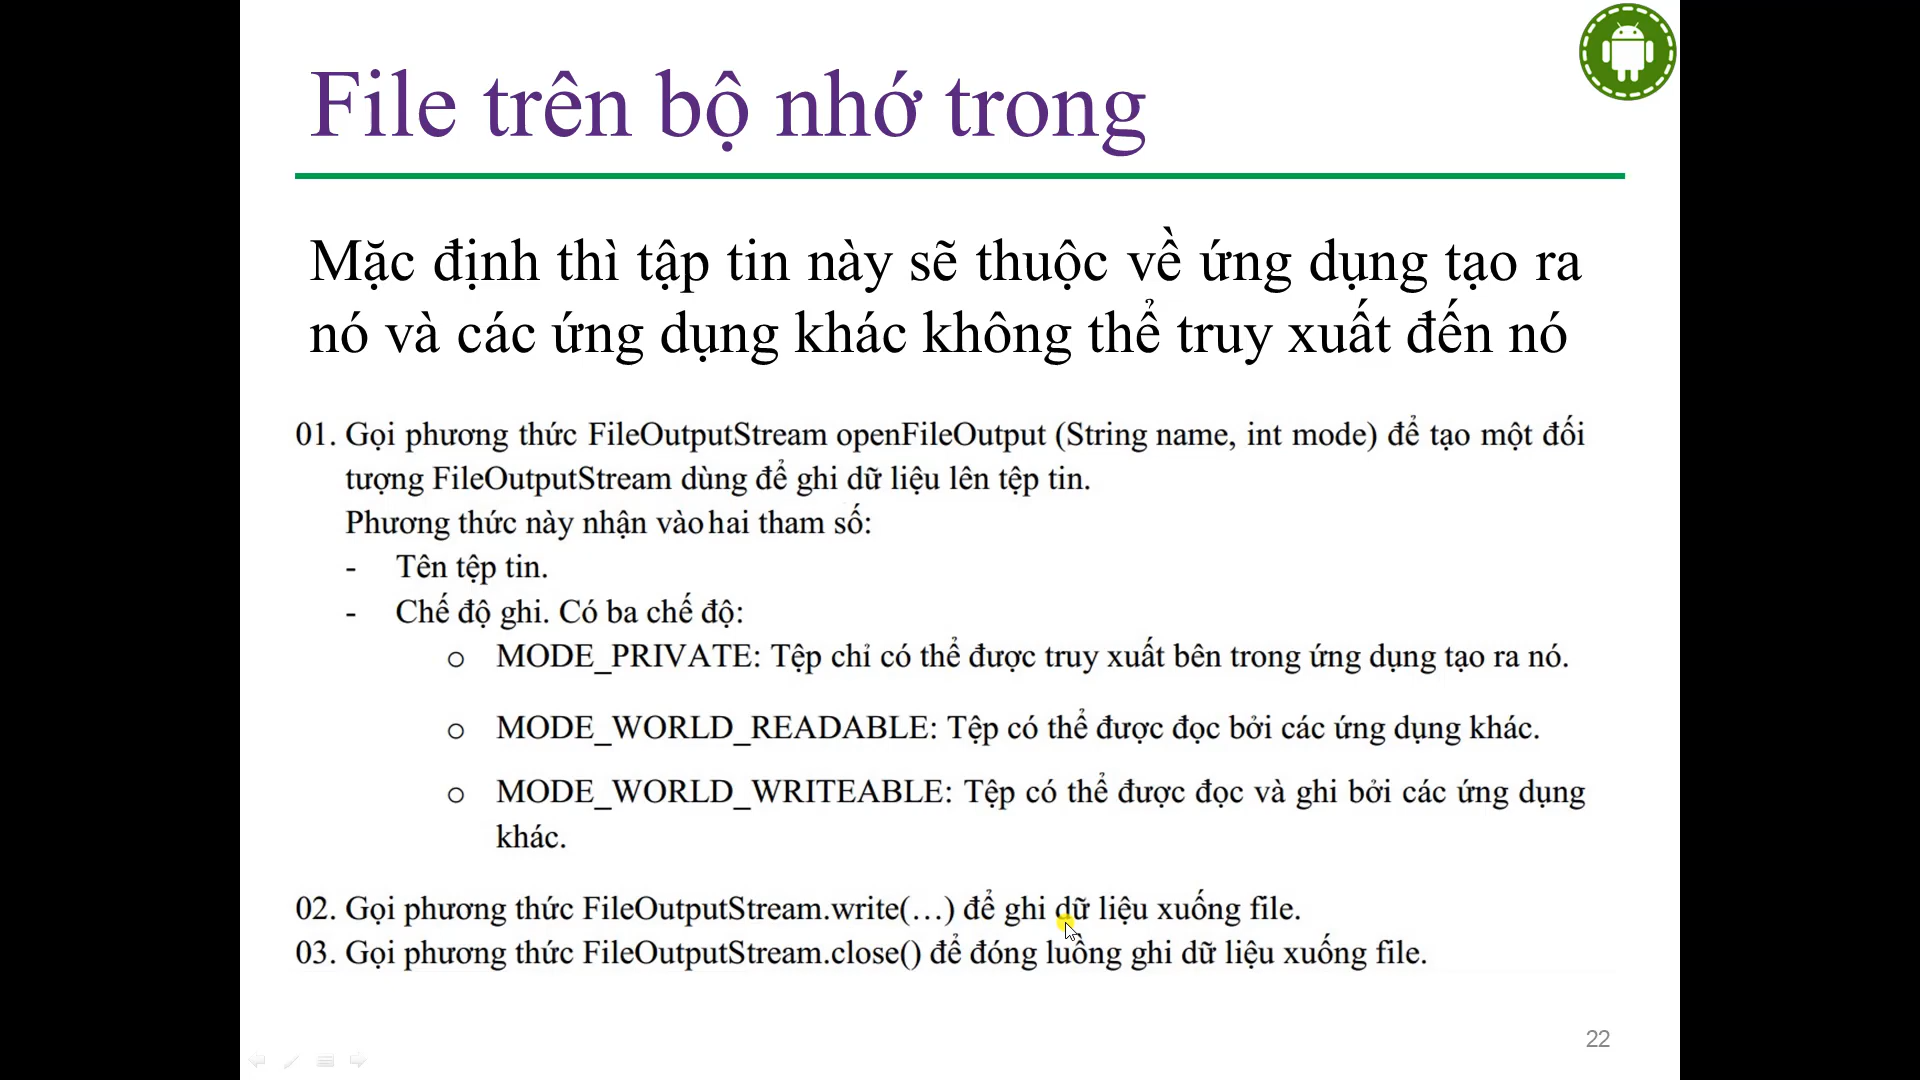 File trên bộ nhớ trong
Mặc định thì tập tin này sẽ thuộc về ứng dụng tạo ra
nó và các ứng dụng khác không thể truy xuất đến nó
01. Gọi phương thức FileOutputStream openFileOutput (String name, int mode) để tạo một đối
tượng FileOutputStream dùng để ghi dữ liệu lên tệp tin.
Phương thức này nhận vào hai tham số:
- Tên tệp tin.
- Chế độ ghi. Có ba chế độ:
o MODE_PRIVATE: Tệp chỉ có thể được truy xuất bên trong ứng dụng tạo ra nó.
o MODE_WORLD_READABLE: Tệp có thể được đọc bởi các ứng dụng khác.
o MODE_WORLD_WRITEABLE: Tệp có thể được đọc và ghi bởi các ứng dụng
khác.
02. Gọi phương thức FileOutputStream.write(…) để ghi dữ liệu xuống file.
03. Gọi phương thức FileOutputStream.close() để đóng luồng ghi dữ liệu xuống file.
22